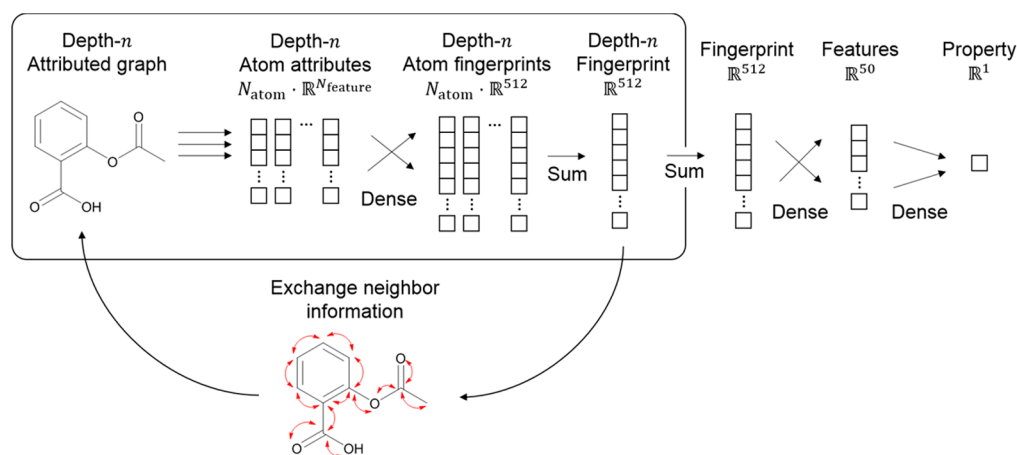 Depth-n
Attributed graph
Depth-n
Atom attributes
N_atom · ℝ^N_feature
Depth-n
Atom fingerprints
N_atom · ℝ^512
Depth-n
Fingerprint
ℝ^512
Fingerprint
ℝ^512
Features
ℝ^50
Property
ℝ^1
O
O
O
OH
...
Dense
...
Sum
Sum
Dense
Dense
Exchange neighbor
information
O
O
O
OH